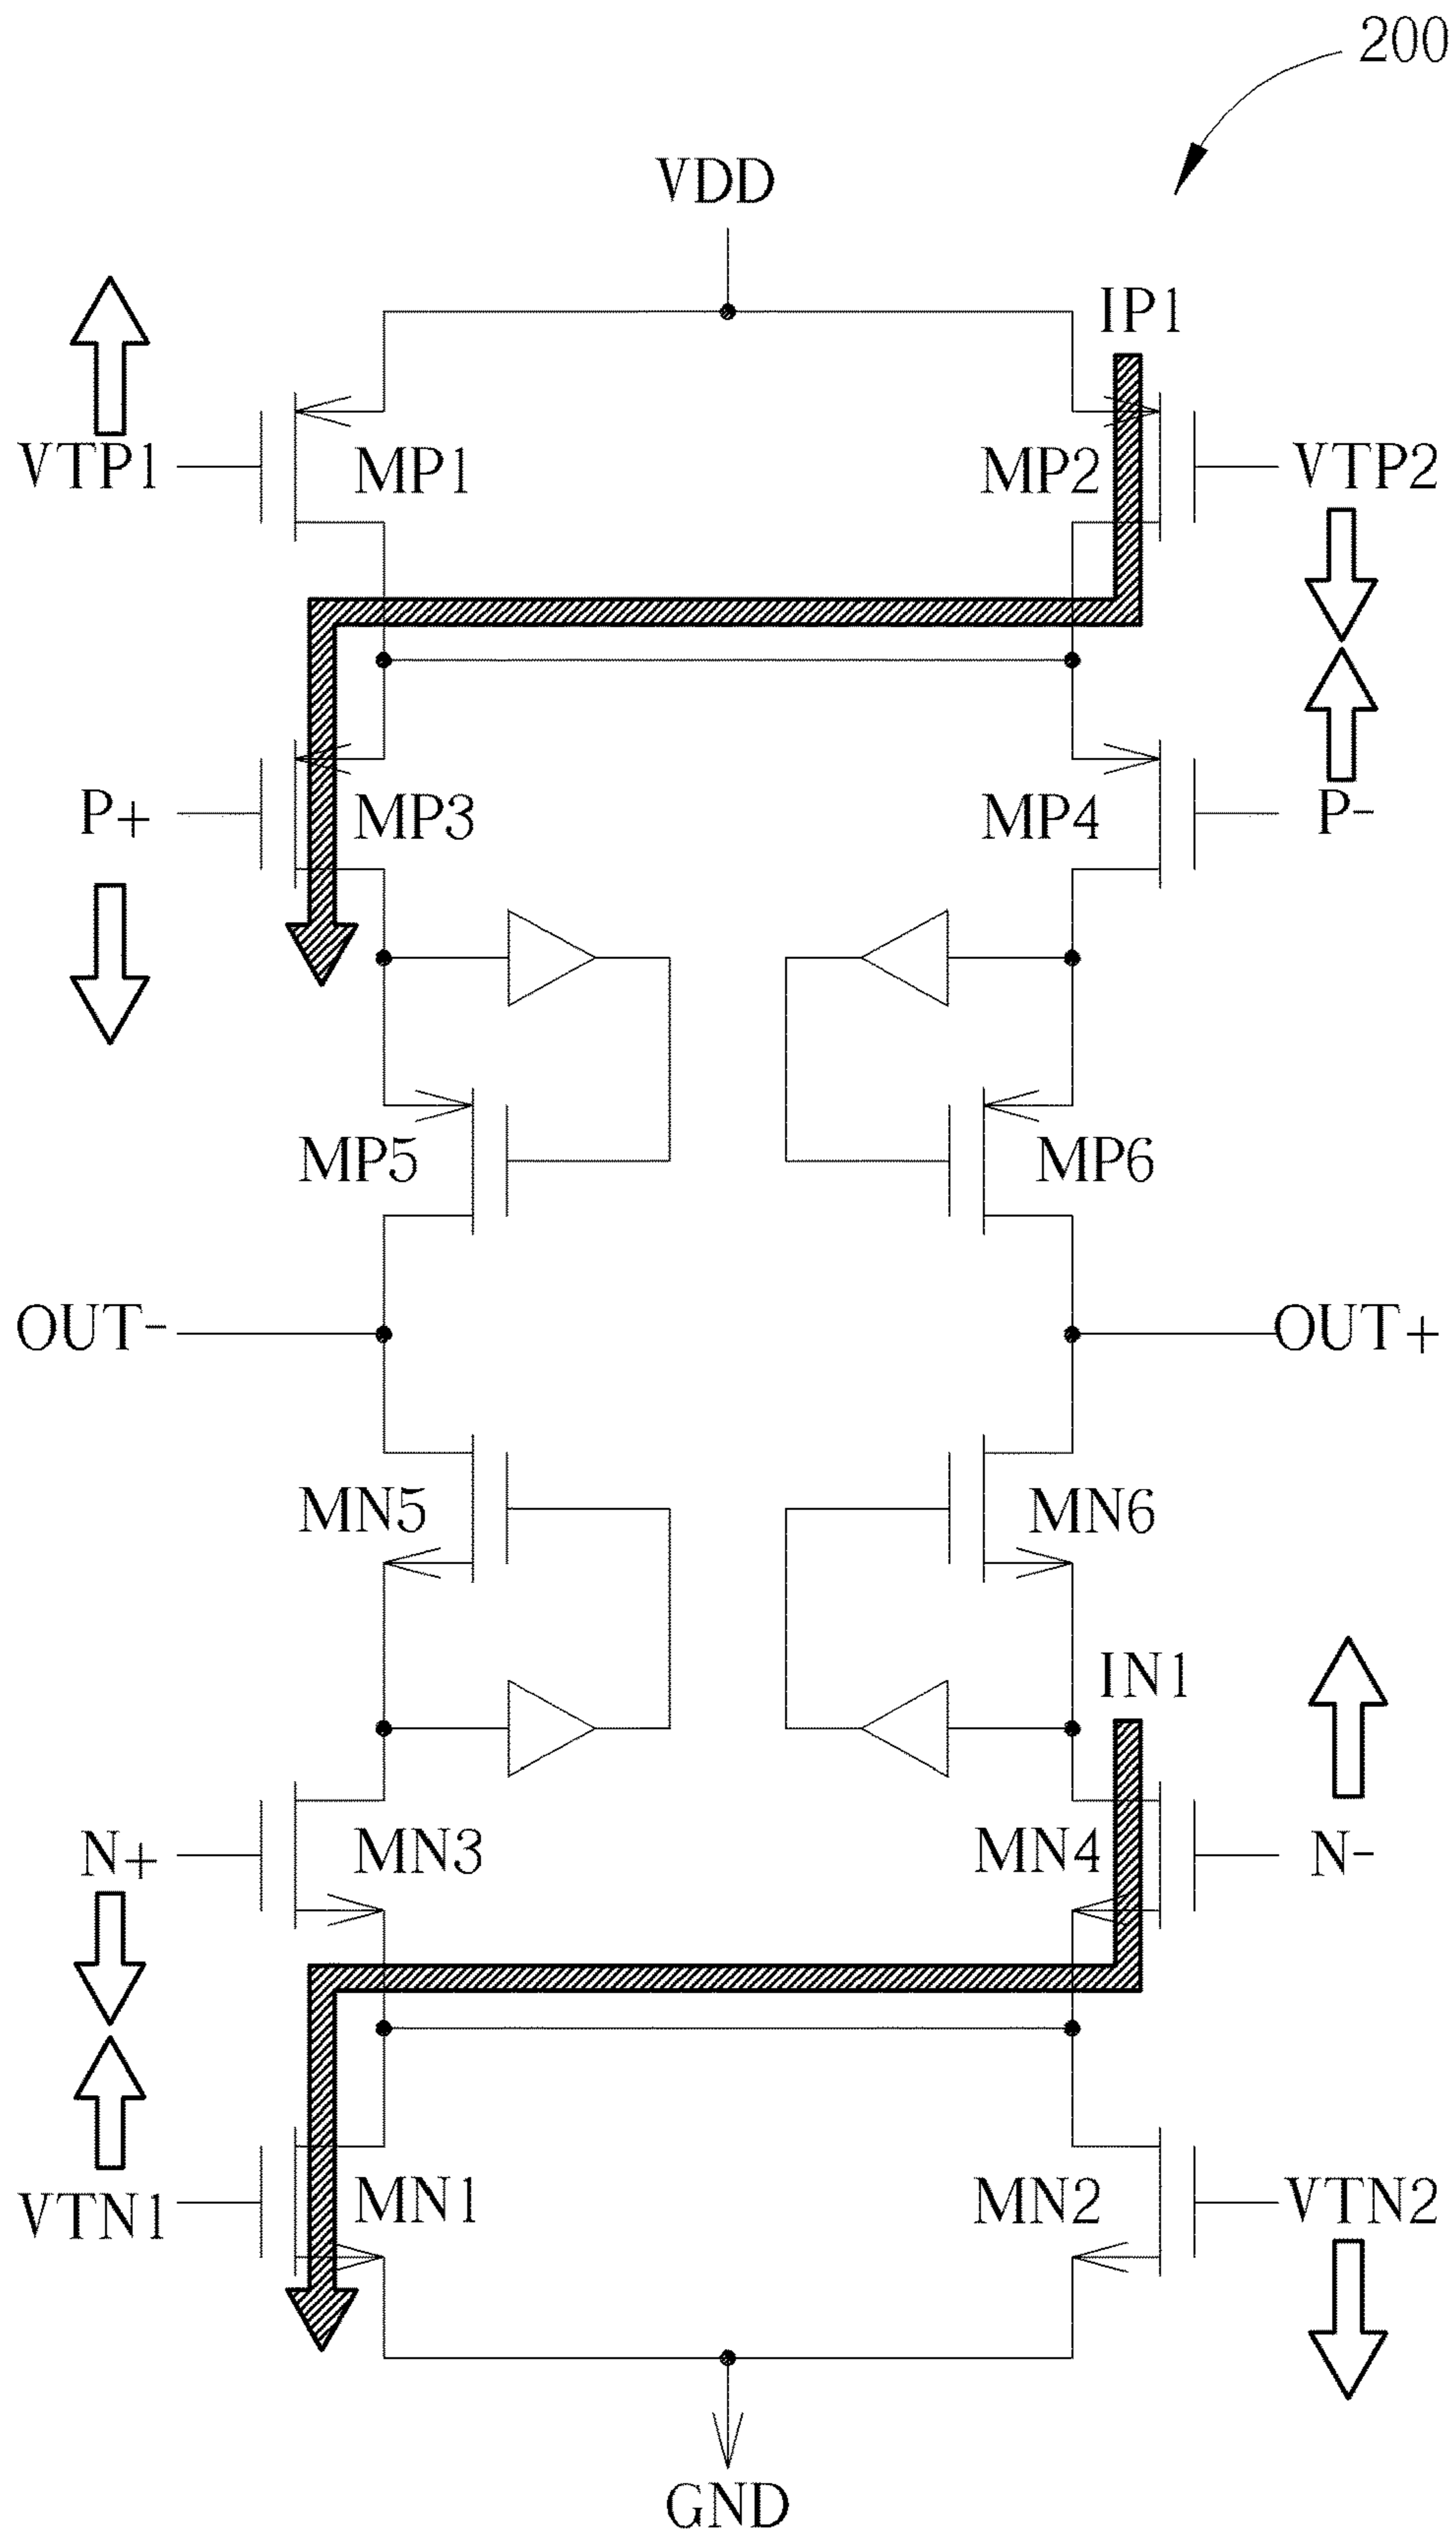 200
VDD
IP1
VTP1
MP1
MP2
VTP2
P+
MP3
MP4
P-
MP5
MP6
OUT-
OUT+
MN5
MN6
IN1
N+
MN3
MN4
N-
VTN1
MN1
MN2
VTN2
GND